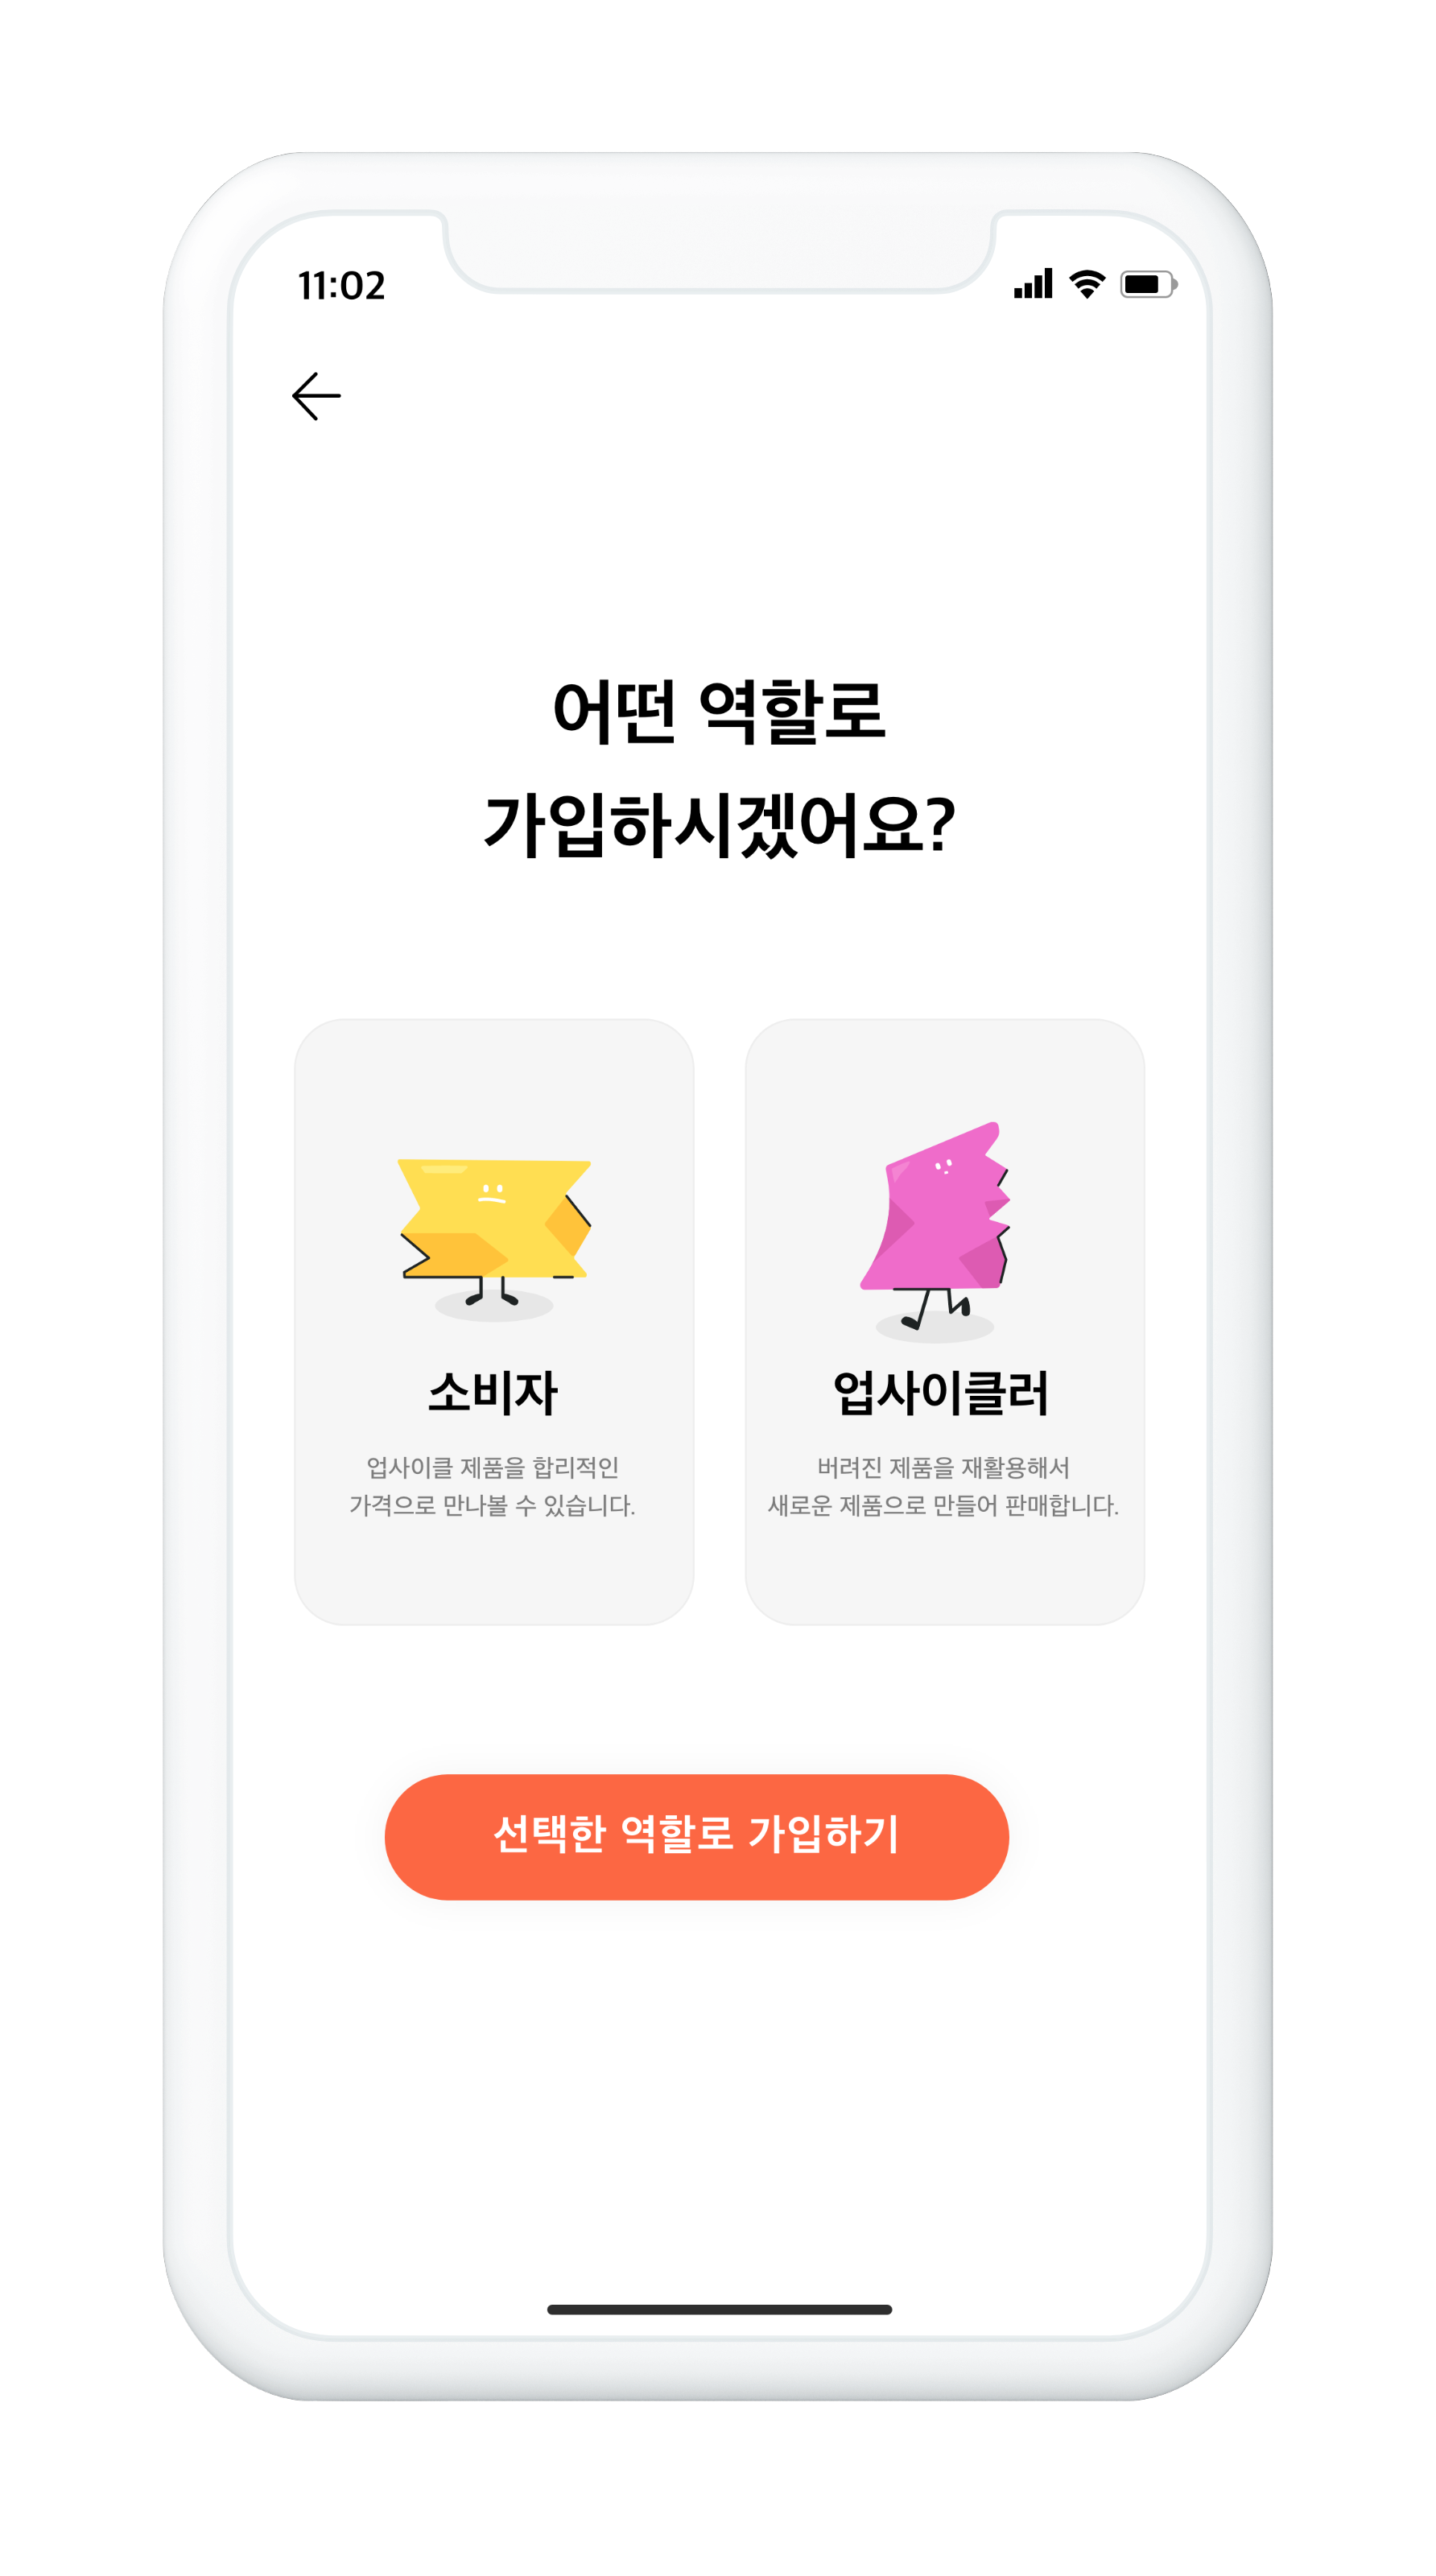 11:02
어떤 역할로
가입하시겠어요?
소비자
업사이클 제품을 합리적인
가격으로 만나볼 수 있습니다.
업사이클러
버려진 제품을 재활용해서
새로운 제품으로 만들어 판매합니다.
선택한 역할로 가입하기